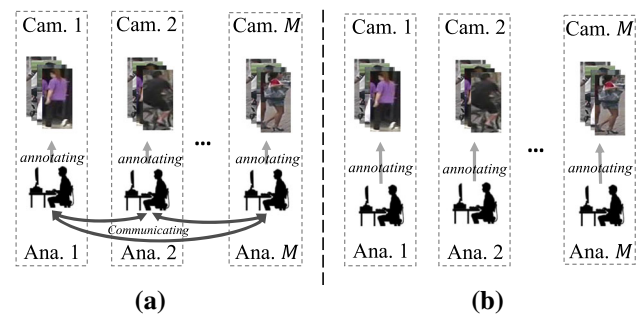 Cam. 1 Cam. 2 Cam. M
annotating annotating ... annotating
Communicating
Ana. 1 Ana. 2 Ana. M
(a)
Cam. 1 Cam. 2 Cam. M
annotating annotating ... annotating
Ana. 1 Ana. 2 Ana. M
(b)